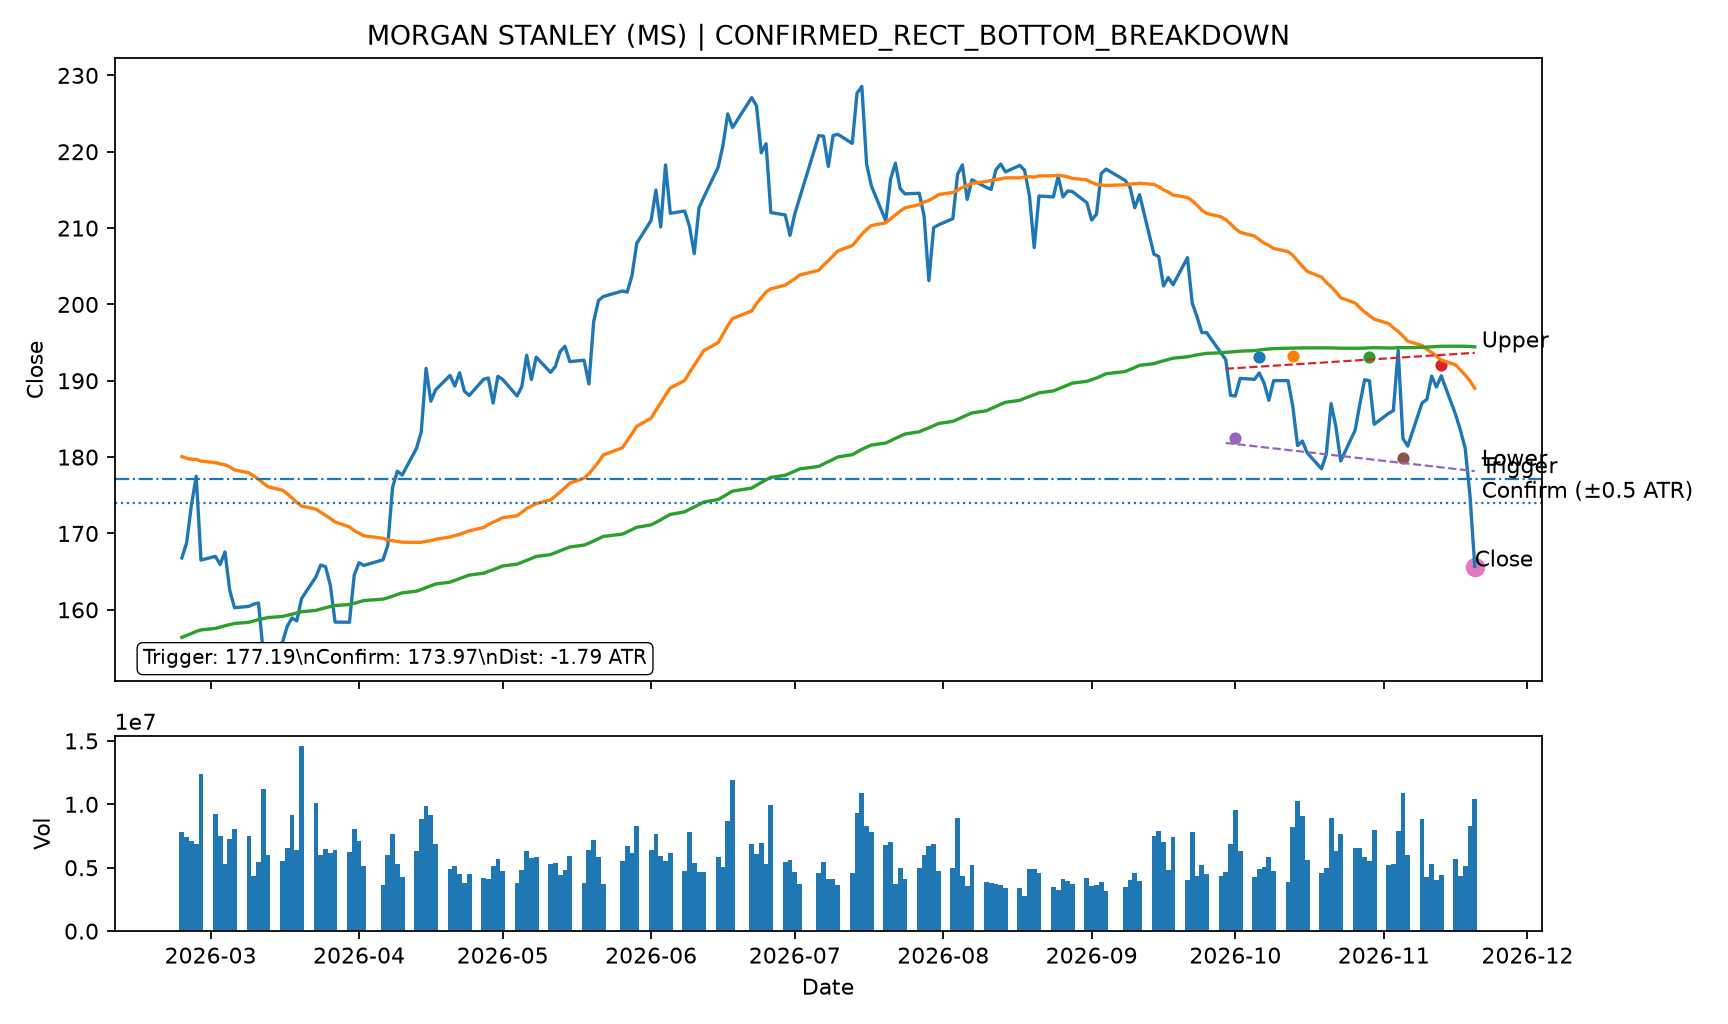 MORGAN STANLEY (MS) | CONFIRMED_RECT_BOTTOM_BREAKDOWN
230
220
210
200
190
180
170
160
Close
Upper
Lower
Trigger
Confirm (±0.5 ATR)
Close
Trigger: 177.19\nConfirm: 173.97\nDist: -1.79 ATR
1e7
1.5
1.0
0.5
0.0
Vol
2026-03 2026-04 2026-05 2026-06 2026-07 2026-08 2026-09 2026-10 2026-11 2026-12
Date